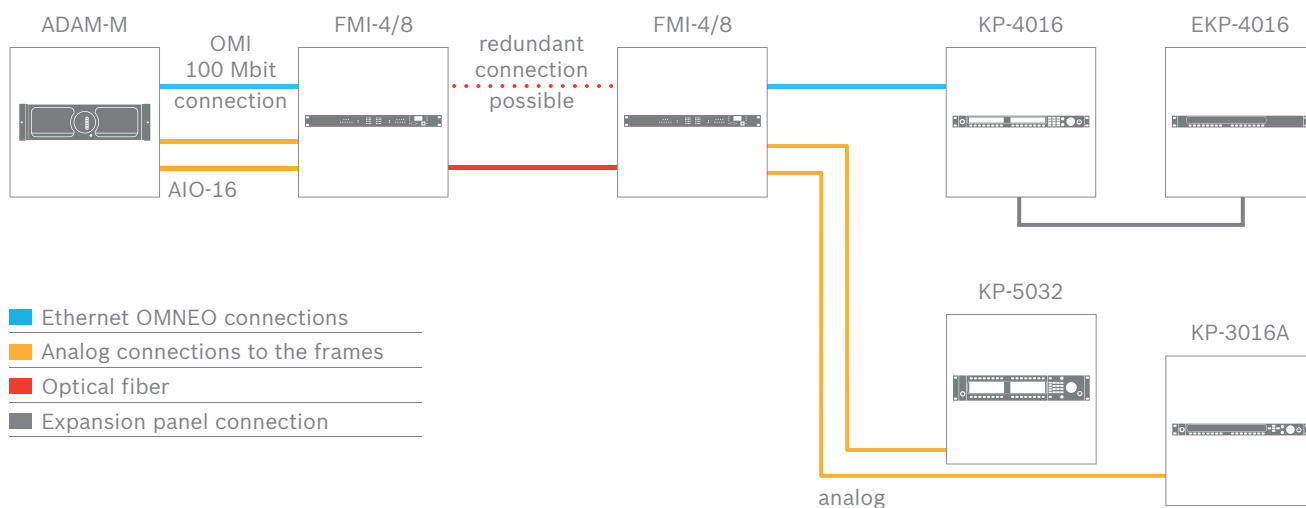 ADAM-M
FMI-4/8
FMI-4/8
KP-4016
EKP-4016
OMI
100 Mbit
connection
redundant
connection
possible
AIO-16
Ethernet OMNEO connections
Analog connections to the frames
Optical fiber
Expansion panel connection
KP-5032
KP-3016A
analog